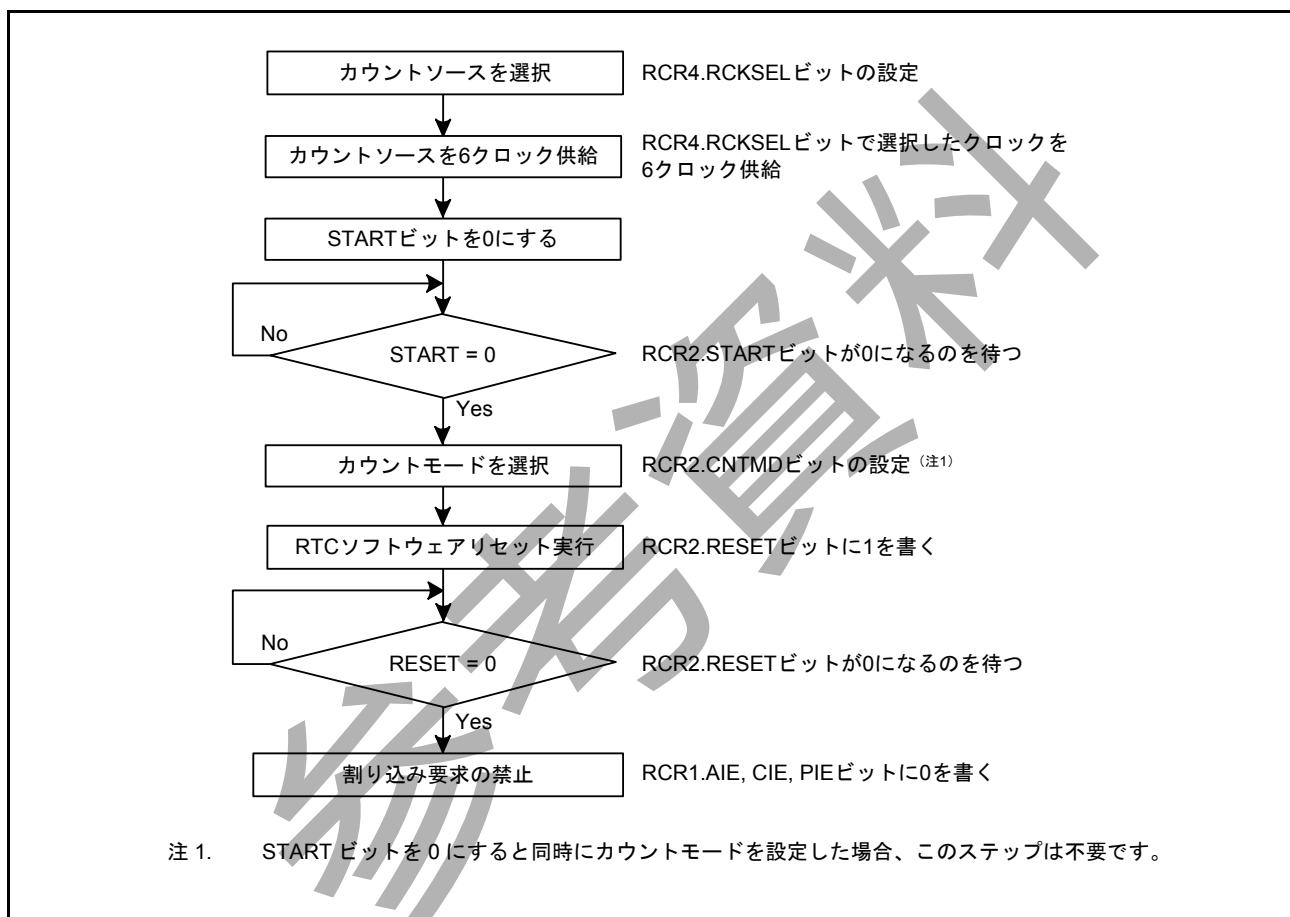 カウントソースを選択
RCR4.RCKSELビットの設定
カウントソースを6クロック供給
RCR4.RCKSELビットで選択したクロックを
6クロック供給
STARTビットを0にする
No
START = 0
RCR2.STARTビットが0になるのを待つ
Yes
カウントモードを選択
RCR2.CNTMDビットの設定 (注1)
RTCソフトウェアリセット実行
RCR2.RESETビットに1を書く
No
RESET = 0
RCR2.RESETビットが0になるのを待つ
Yes
割り込み要求の禁止
RCR1.AIE, CIE, PIEビットに0を書く
注 1. START ビットを 0 にすると同時にカウントモードを設定した場合、このステップは不要です。
参考資料